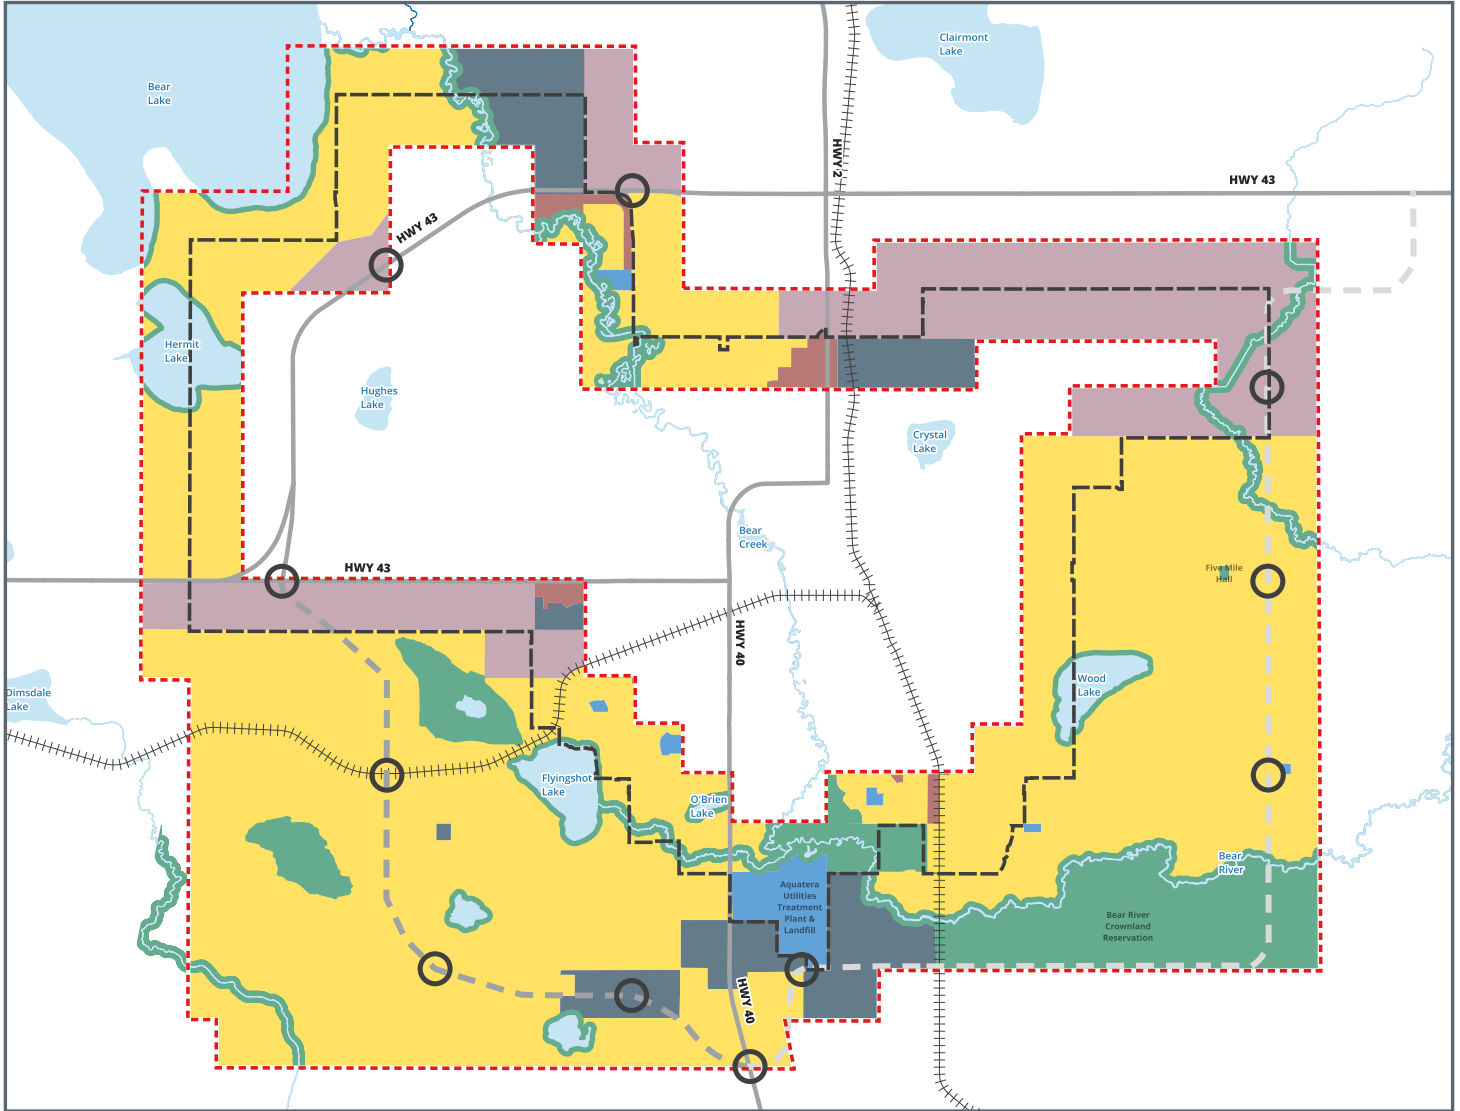 Clairmont
Lake
Bear
Lake
HWY 2
HWY 43
HWY 43
Hermit
Lake
Hughes
Lake
Crystal
Lake
Bear
Creek
HWY 43
Five Mile
Hall
HWY 40
Dimsdale
Lake
Wood
Lake
Flyingshot
Lake
O'Brien
Lake
Bear
River
Aquatera
Utilities
Treatment
Plant &
Landfill
Bear River
Crownland
Reservation
HWY 40